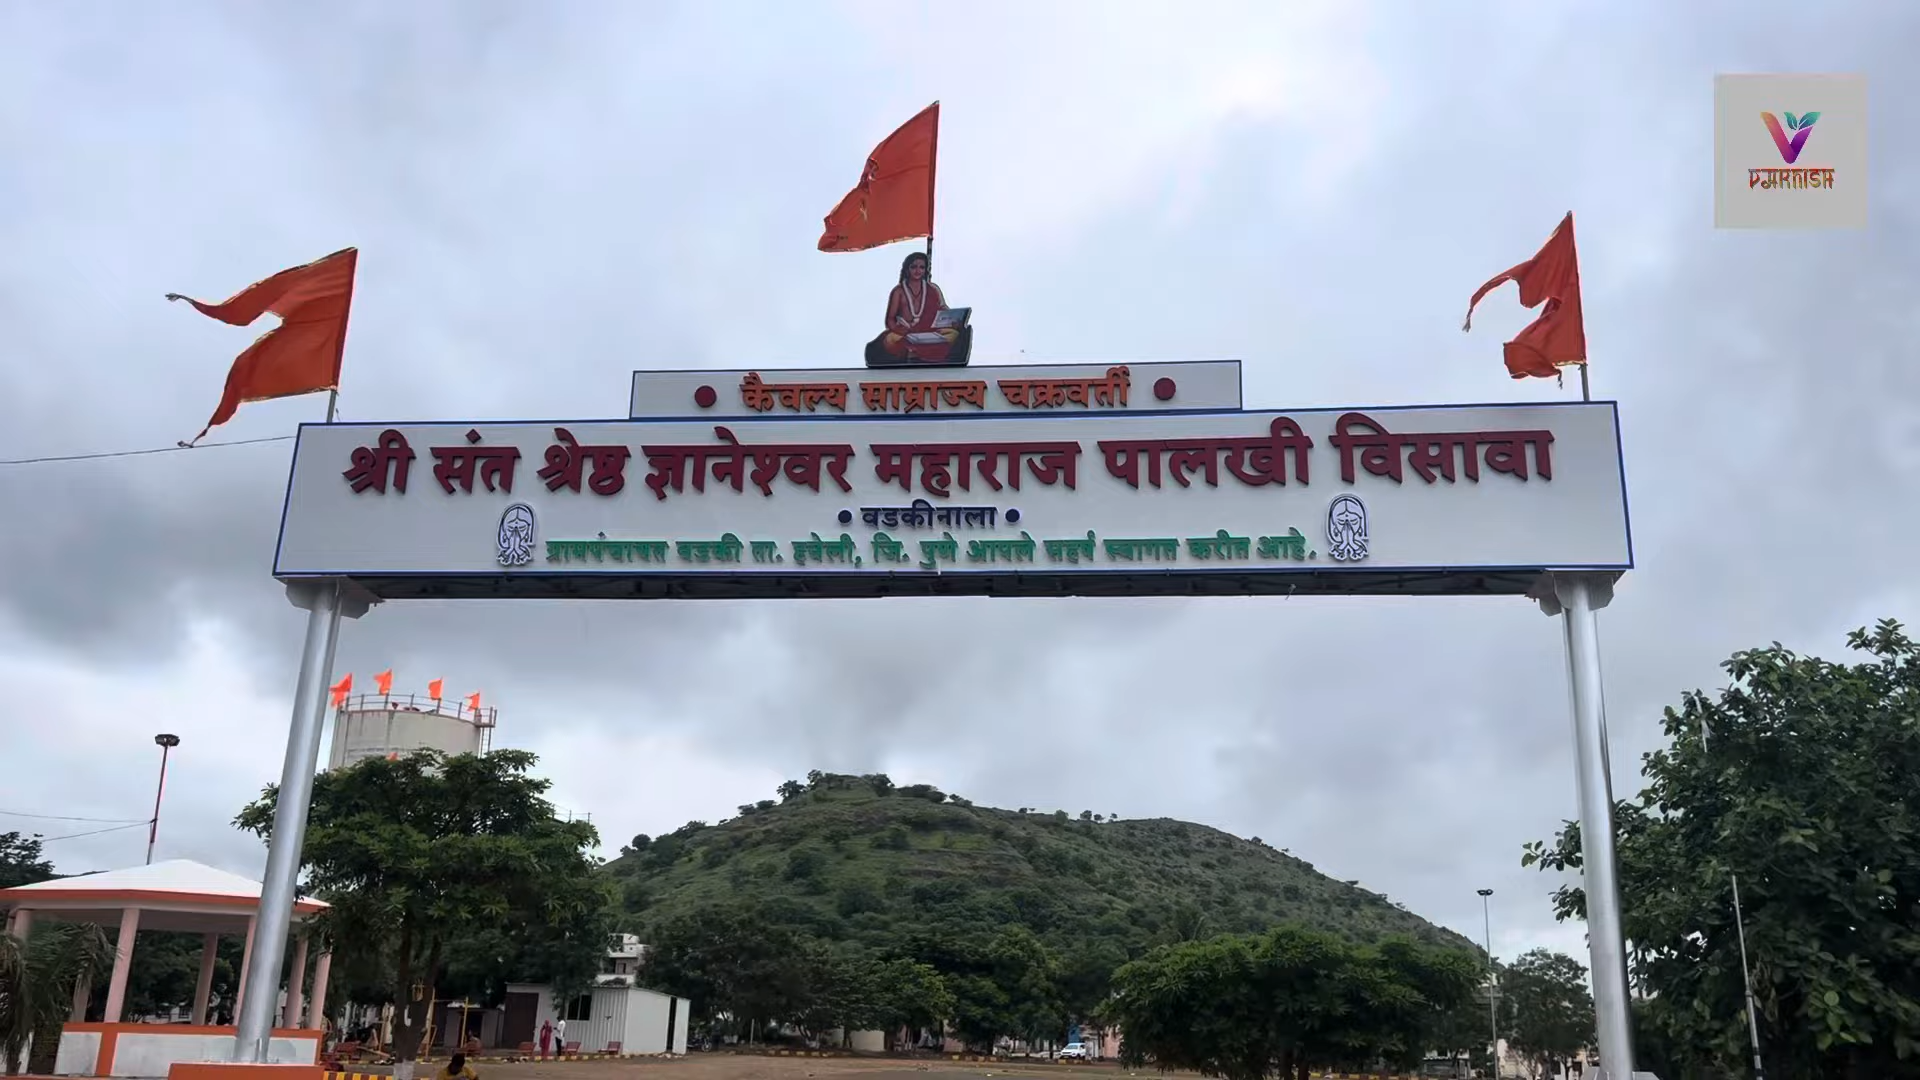 कैवल्य साम्राज्य चक्रवर्ती
श्री संत श्रेष्ठ ज्ञानेश्वर महाराज पालखी विसावा
• वडकीनाला •
ग्रामपंचायत वडकी ता. हवेली, जि. पुणे आपले सहर्ष स्वागत करीत आहे.
V